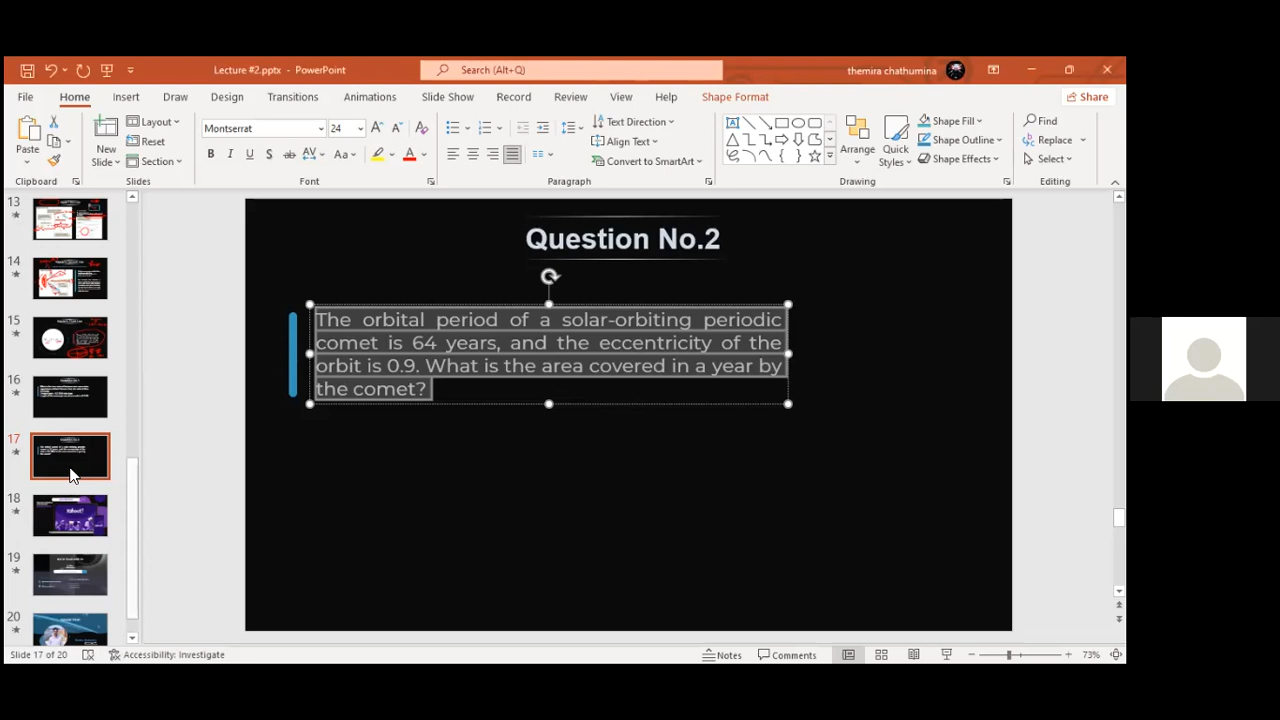 Lecture #2.pptx - PowerPoint
Search (Alt+Q)
themira chathumina
File Home Insert Draw Design Transitions Animations Slide Show Record Review View Help Shape Format
Share
Paste
Clipboard
New
Slide
Layout
Reset
Section
Slides
Montserrat
24
Font
Text Direction
Align Text
Convert to SmartArt
Paragraph
Arrange
Quick
Styles
Shape Fill
Shape Outline
Shape Effects
Drawing
Find
Replace
Select
Editing
13
14
15
16
17
18
19
20
Question No.2
The orbital period of a solar-orbiting periodic
comet is 64 years, and the eccentricity of the
orbit is 0.9. What is the area covered in a year by
the comet?
Slide 17 of 20
Accessibility: Investigate
Notes
Comments
73%